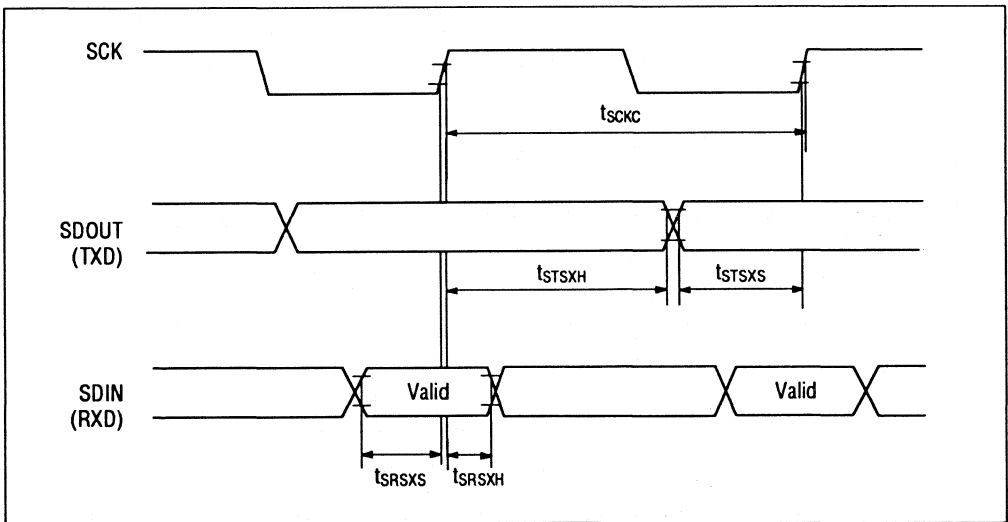 SCK
tSCKC
SDOUT
(TXD)
tSTSXH
tSTSXS
SDIN
(RXD)
Valid
Valid
tSRSXS
tSRSXH